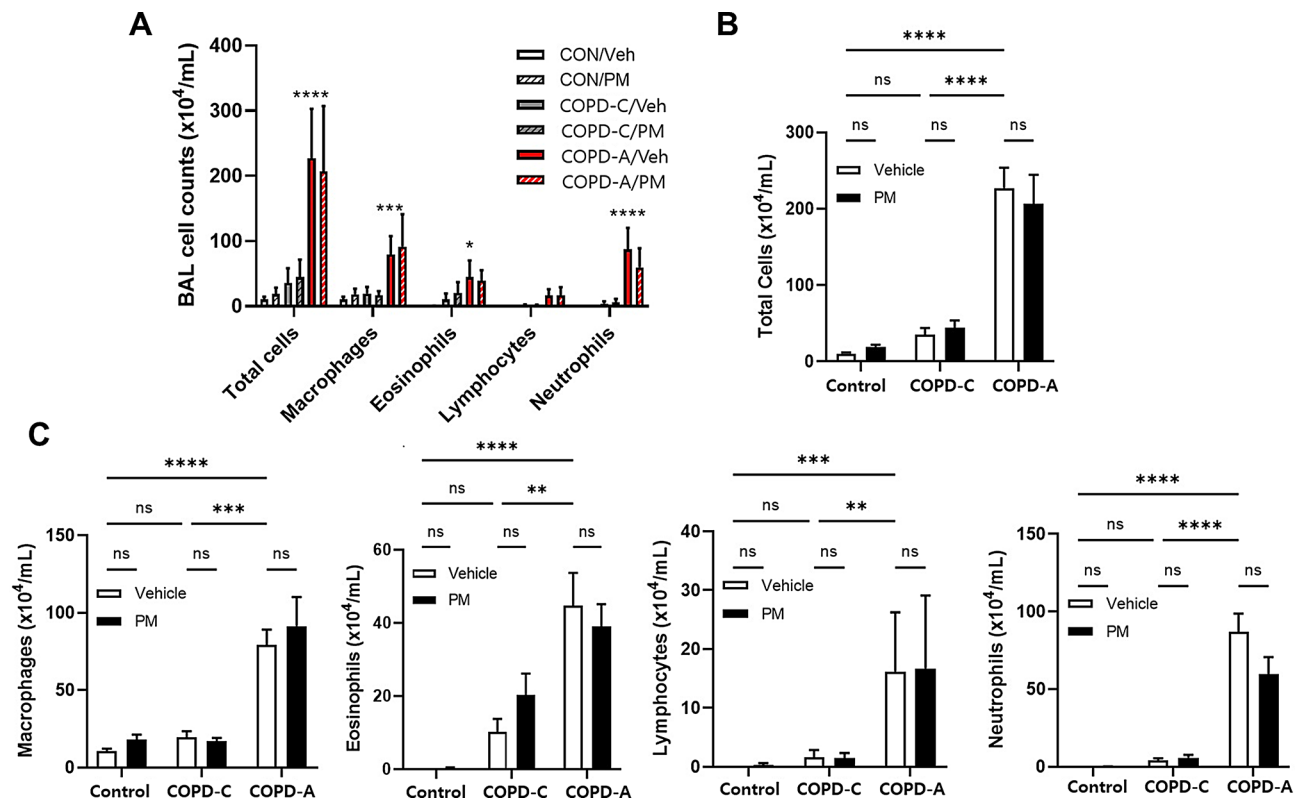 A
BAL cell counts (x10⁴/mL)
400
300
200
100
0
****
***
*
****
CON/Veh
CON/PM
COPD-C/Veh
COPD-C/PM
COPD-A/Veh
COPD-A/PM
Total cells
Macrophages
Eosinophils
Lymphocytes
Neutrophils
B
****
ns
****
ns
ns
ns
Total Cells (x10⁴/mL)
300
200
100
0
Vehicle
PM
Control
COPD-C
COPD-A
C
****
ns
***
ns
ns
ns
Macrophages (x10⁴/mL)
150
100
50
0
Vehicle
PM
Control
COPD-C
COPD-A
****
ns
**
ns
ns
ns
Eosinophils (x10⁴/mL)
60
40
20
0
Vehicle
PM
Control
COPD-C
COPD-A
***
ns
**
ns
ns
ns
Lymphocytes (x10⁴/mL)
40
30
20
10
0
Vehicle
PM
Control
COPD-C
COPD-A
****
ns
****
ns
ns
ns
Neutrophils (x10⁴/mL)
150
100
50
0
Vehicle
PM
Control
COPD-C
COPD-A